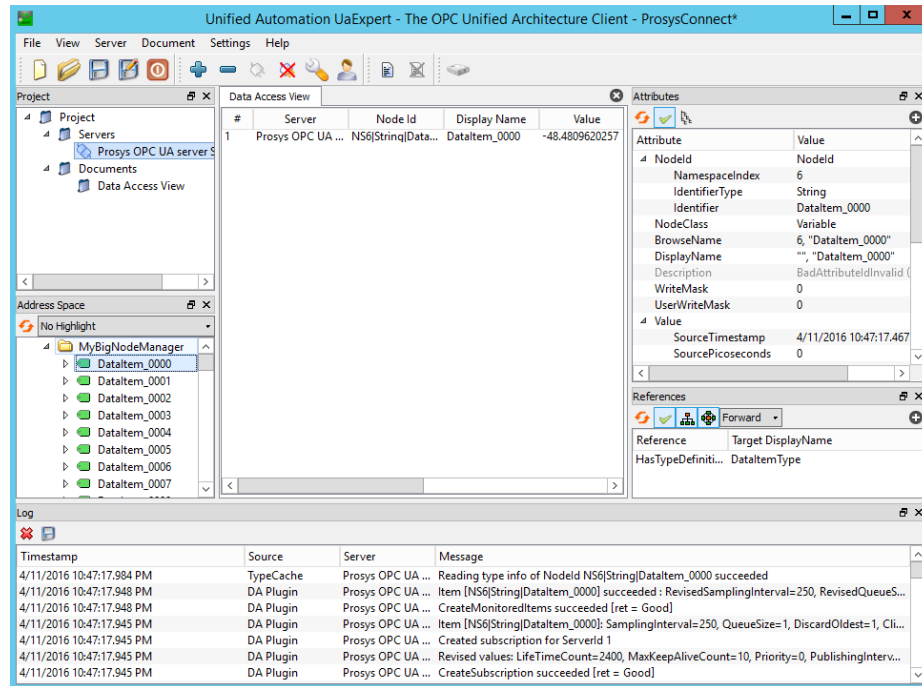 Unified Automation UaExpert - The OPC Unified Architecture Client - ProsysConnect*
File View Server Document Settings Help
Project
Project
Servers
Prosys OPC UA server S
Documents
Data Access View
Address Space
No Highlight
MyBigNodeManager
DataItem_0000
DataItem_0001
DataItem_0002
DataItem_0003
DataItem_0004
DataItem_0005
DataItem_0006
DataItem_0007
Data Access View
# Server Node Id Display Name Value
1 Prosys OPC UA ... NS6|String|Data... DataItem_0000 -48.4809620257
Attributes
Attribute Value
NodeId NodeId
NamespaceIndex 6
IdentifierType String
Identifier DataItem_0000
NodeClass Variable
BrowseName 6, "DataItem_0000"
DisplayName "", "DataItem_0000"
Description BadAttributeIdInvalid (
WriteMask 0
UserWriteMask 0
Value
SourceTimestamp 4/11/2016 10:47:17.467
SourcePicoseconds 0
References
Forward
Reference Target DisplayName
HasTypeDefiniti... DataItemType
Log
Timestamp Source Server Message
4/11/2016 10:47:17.984 PM TypeCache Prosys OPC UA ... Reading type info of NodeId NS6|String|DataItem_0000 succeeded
4/11/2016 10:47:17.948 PM DA Plugin Prosys OPC UA ... Item [NS6|String|DataItem_0000] succeeded : RevisedSamplingInterval=250, RevisedQueueS...
4/11/2016 10:47:17.948 PM DA Plugin Prosys OPC UA ... CreateMonitoredItems succeeded [ret = Good]
4/11/2016 10:47:17.945 PM DA Plugin Prosys OPC UA ... Item [NS6|String|DataItem_0000]: SamplingInterval=250, QueueSize=1, DiscardOldest=1, Cli...
4/11/2016 10:47:17.945 PM DA Plugin Prosys OPC UA ... Created subscription for ServerId 1
4/11/2016 10:47:17.945 PM DA Plugin Prosys OPC UA ... Revised values: LifeTimeCount=2400, MaxKeepAliveCount=10, Priority=0, PublishingInterv...
4/11/2016 10:47:17.945 PM DA Plugin Prosys OPC UA ... CreateSubscription succeeded [ret = Good]